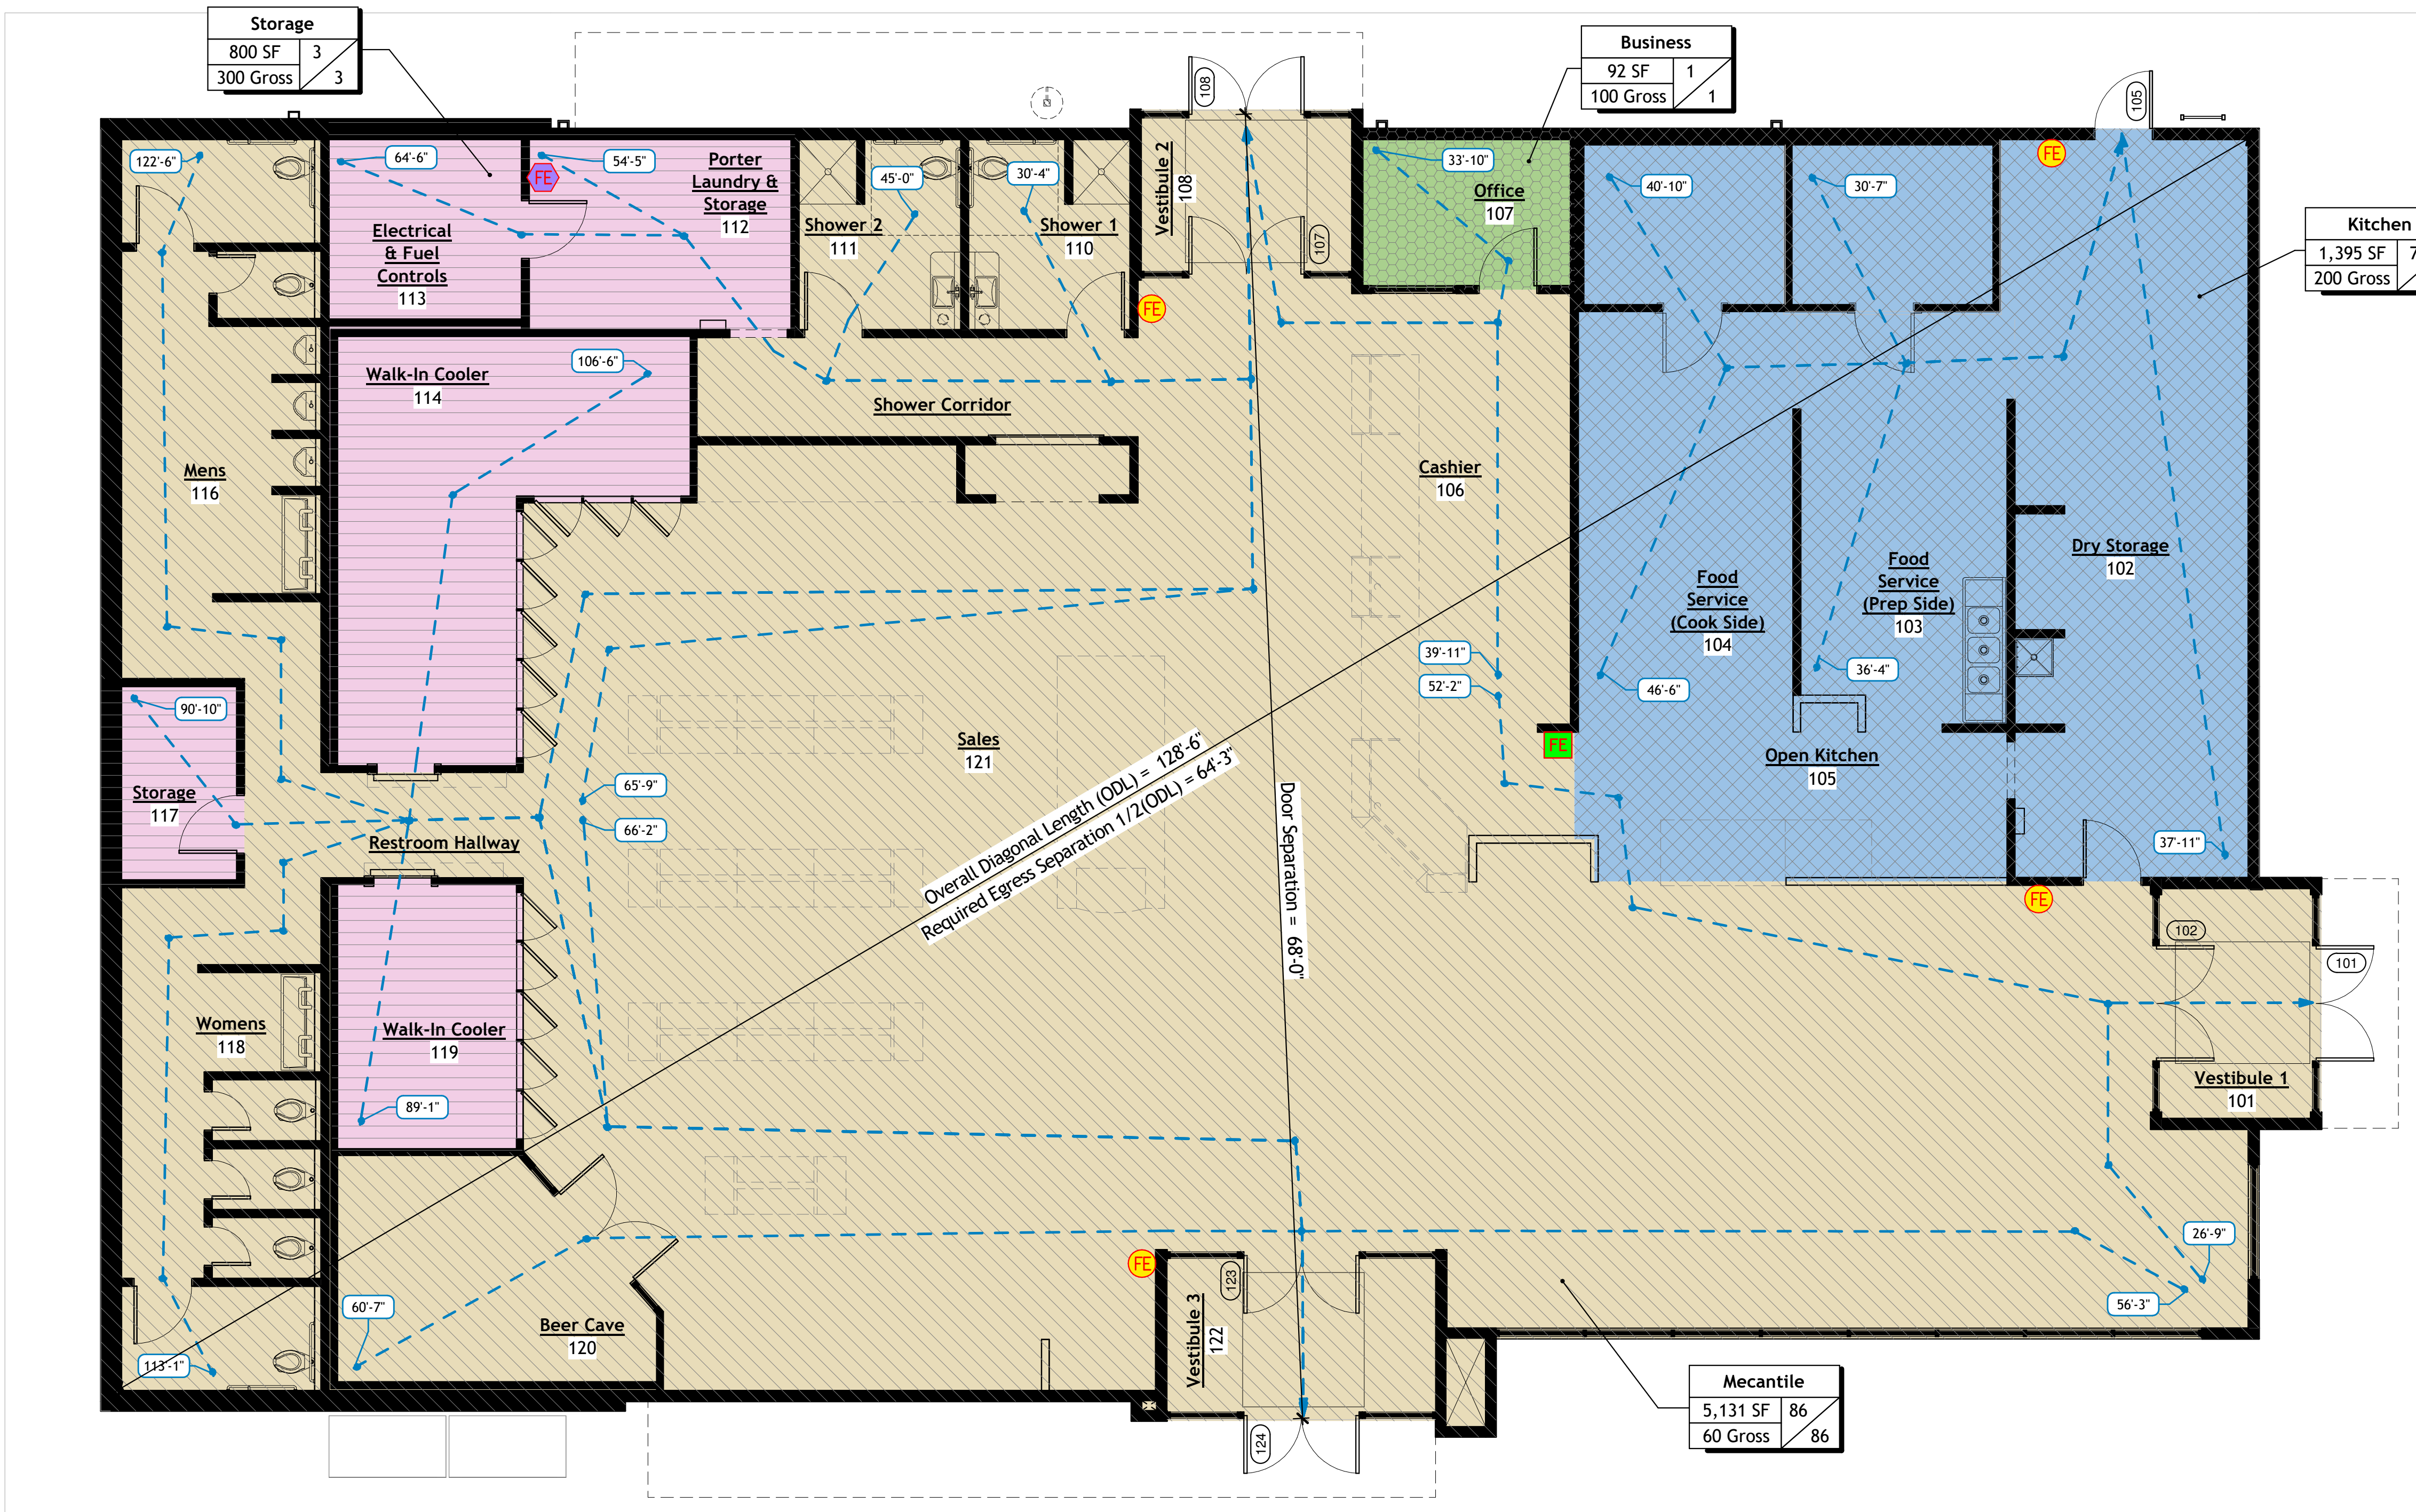 Storage
800 SF 3
300 Gross 3
Business
92 SF 1
100 Gross 1
Kitchen
1,395 SF 7
200 Gross
108
105
122'-6"
64'-6"
FE
54'-5"
Porter
Laundry &
Storage
112
45'-0"
30'-4"
Shower 2
111
Shower 1
110
Vestibule 2
108
107
33'-10"
Office
107
40'-10"
30'-7"
FE
Electrical
& Fuel
Controls
113
FE
Walk-In Cooler
114
106'-6"
Shower Corridor
Mens
116
Cashier
106
Food
Service
(Cook Side)
104
Food
Service
(Prep Side)
103
Dry Storage
102
39'-11"
52'-2"
46'-6"
36'-4"
90'-10"
Sales
121
FE
Open Kitchen
105
Storage
117
65'-9"
66'-2"
Restroom Hallway
Overall Diagonal Length (ODL) = 128'-6"
Required Egress Separation 1/2(ODL) = 64'-3"
Door Separation = 68'-0"
37'-11"
FE
102
101
Womens
118
Walk-In Cooler
119
89'-1"
Vestibule 1
101
26'-9"
56'-3"
60'-7"
113'-1"
Beer Cave
120
FE
123
Vestibule 3
122
124
Mecantile
5,131 SF 86
60 Gross 86